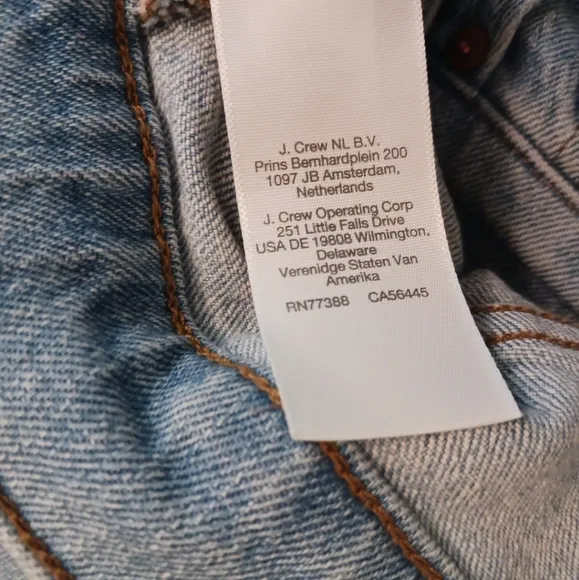 J. Crew NL B.V.
Prins Bernhardplein 200
1097 JB Amsterdam,
Netherlands
J. Crew Operating Corp
251 Little Falls Drive
USA DE 19808 Wilmington,
Delaware
Verenidge Staten Van
Amerika
RN77388 CA56445